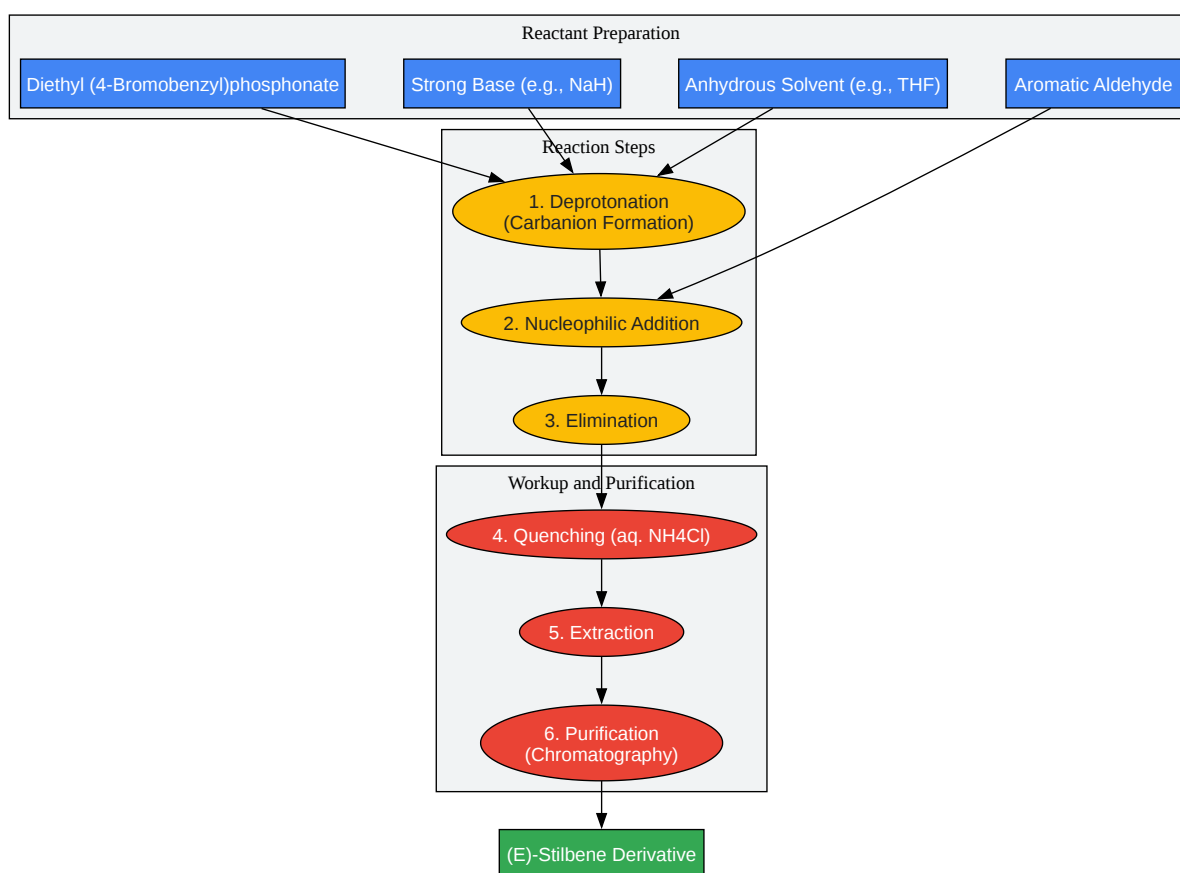 Reactant Preparation
Diethyl (4-Bromobenzyl)phosphonate
Strong Base (e.g., NaH)
Anhydrous Solvent (e.g., THF)
Aromatic Aldehyde
Reaction Steps
1. Deprotonation
(Carbanion Formation)
2. Nucleophilic Addition
3. Elimination
Workup and Purification
4. Quenching (aq. NH4Cl)
5. Extraction
6. Purification
(Chromatography)
(E)-Stilbene Derivative